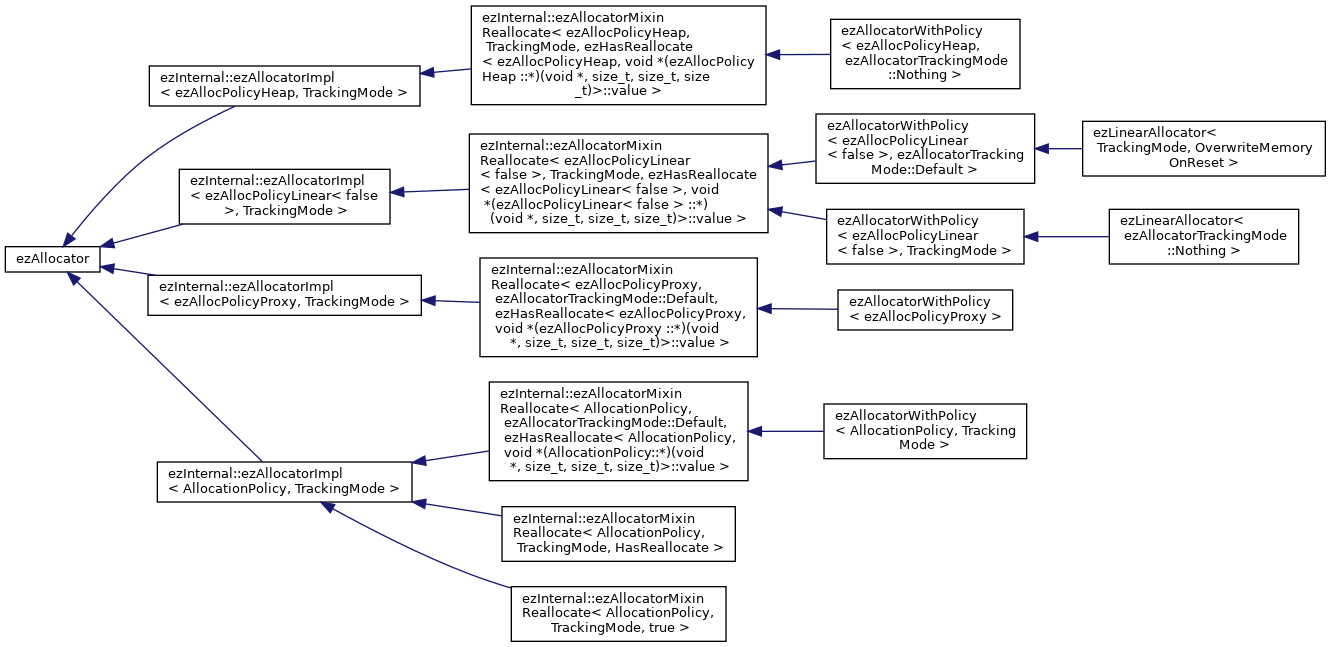 ezAllocator
ezInternal::ezAllocatorImpl
< ezAllocPolicyHeap, TrackingMode >
ezInternal::ezAllocatorMixin
Reallocate< ezAllocPolicyHeap,
TrackingMode, ezHasReallocate
< ezAllocPolicyHeap, void *(ezAllocPolicy
Heap ::*)(void *, size_t, size_t, size
_t)>::value >
ezAllocatorWithPolicy
< ezAllocPolicyHeap,
ezAllocatorTrackingMode
::Nothing >
ezInternal::ezAllocatorImpl
< ezAllocPolicyLinear< false
>, TrackingMode >
ezInternal::ezAllocatorMixin
Reallocate< ezAllocPolicyLinear
< false >, TrackingMode, ezHasReallocate
< ezAllocPolicyLinear< false >, void
*(ezAllocPolicyLinear< false > ::*)
(void *, size_t, size_t, size_t)>::value >
ezAllocatorWithPolicy
< ezAllocPolicyLinear
< false >, ezAllocatorTracking
Mode::Default >
ezLinearAllocator<
TrackingMode, OverwriteMemory
OnReset >
ezAllocatorWithPolicy
< ezAllocPolicyLinear
< false >, TrackingMode >
ezLinearAllocator<
ezAllocatorTrackingMode
::Nothing >
ezInternal::ezAllocatorImpl
< ezAllocPolicyProxy, TrackingMode >
ezInternal::ezAllocatorMixin
Reallocate< ezAllocPolicyProxy,
ezAllocatorTrackingMode::Default,
ezHasReallocate< ezAllocPolicyProxy,
void *(ezAllocPolicyProxy ::*)(void
*, size_t, size_t, size_t)>::value >
ezAllocatorWithPolicy
< ezAllocPolicyProxy >
ezInternal::ezAllocatorImpl
< AllocationPolicy, TrackingMode >
ezInternal::ezAllocatorMixin
Reallocate< AllocationPolicy,
ezAllocatorTrackingMode::Default,
ezHasReallocate< AllocationPolicy,
void *(AllocationPolicy::*)(void
*, size_t, size_t, size_t)>::value >
ezAllocatorWithPolicy
< AllocationPolicy, Tracking
Mode >
ezInternal::ezAllocatorMixin
Reallocate< AllocationPolicy,
TrackingMode, HasReallocate >
ezInternal::ezAllocatorMixin
Reallocate< AllocationPolicy,
TrackingMode, true >